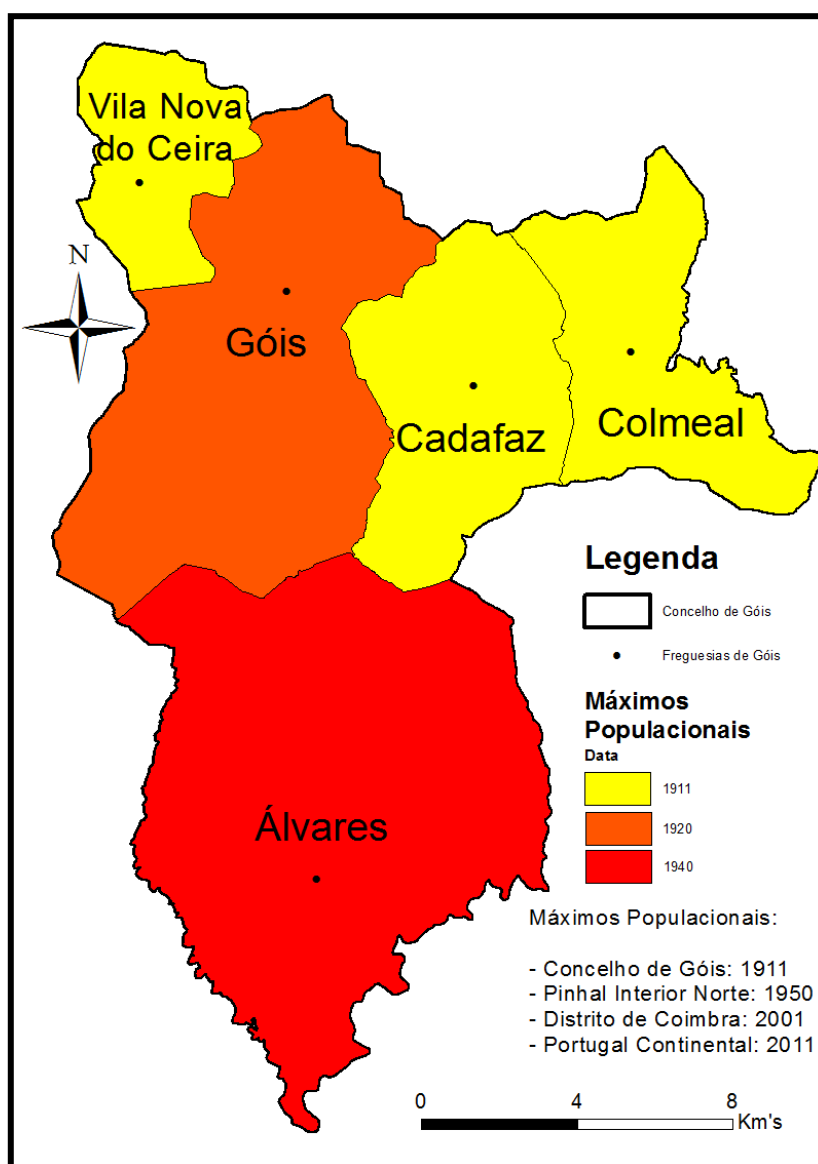 Vila Nova
do Ceira
N
Góis
Cadafaz
Colmeal
Álvares
Legenda
Concelho de Góis
Freguesias de Góis
Máximos
Populacionais
Data
1911
1920
1940
Máximos Populacionais:
- Concelho de Góis: 1911
- Pinhal Interior Norte: 1950
- Distrito de Coimbra: 2001
- Portugal Continental: 2011
0 4 8
Km's